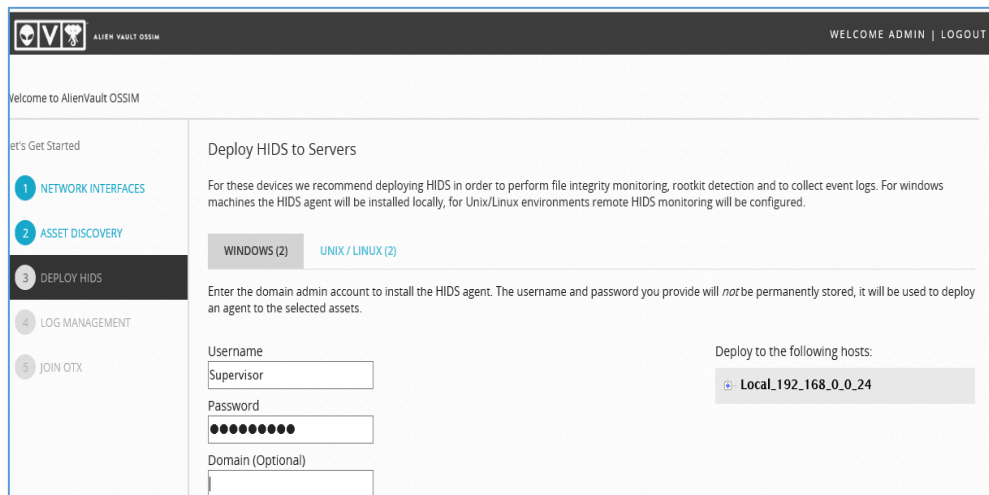 ALIEN VAULT OSSIM
WELCOME ADMIN | LOGOUT
Welcome to AlienVault OSSIM
et's Get Started
1 NETWORK INTERFACES
2 ASSET DISCOVERY
3 DEPLOY HIDS
4 LOG MANAGEMENT
5 JOIN OTX
Deploy HIDS to Servers
For these devices we recommend deploying HIDS in order to perform file integrity monitoring, rootkit detection and to collect event logs. For windows
machines the HIDS agent will be installed locally, for Unix/Linux environments remote HIDS monitoring will be configured.
WINDOWS (2) UNIX / LINUX (2)
Enter the domain admin account to install the HIDS agent. The username and password you provide will not be permanently stored, it will be used to deploy
an agent to the selected assets.
Username
Supervisor
Password
●●●●●●●●●
Domain (Optional)
Deploy to the following hosts:
Local_192_168_0_0_24